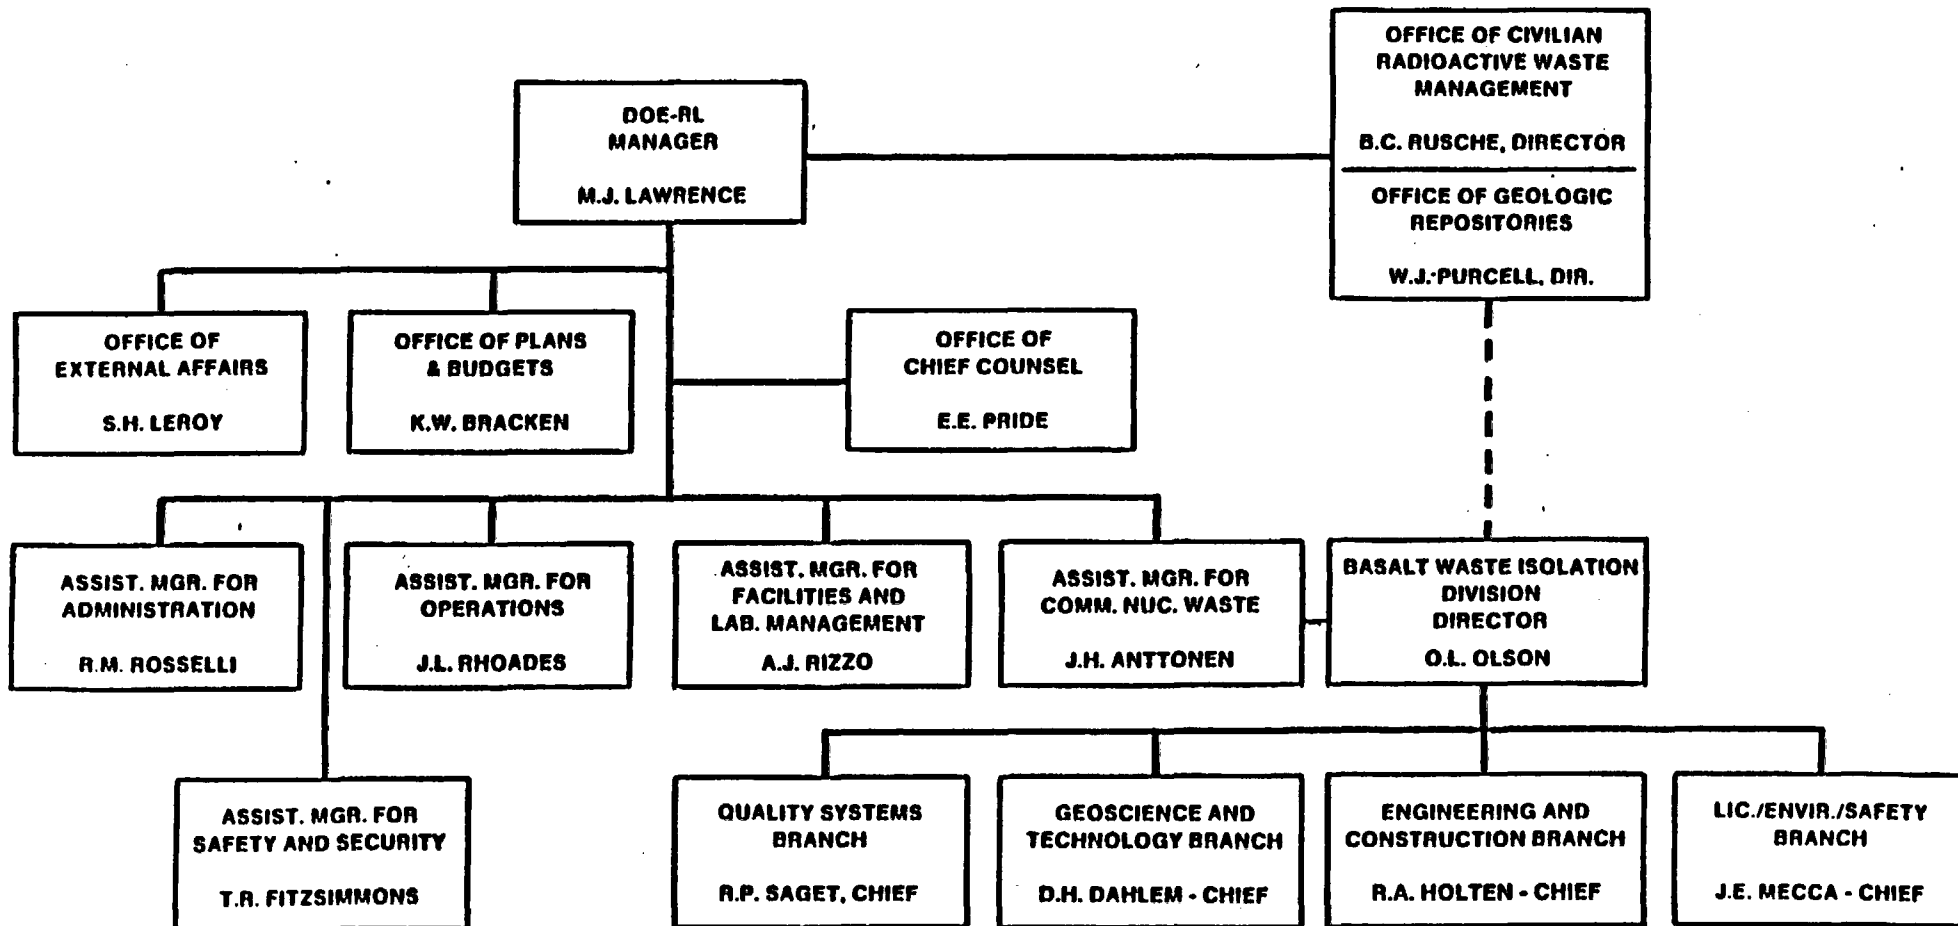 OFFICE OF CIVILIAN
RADIOACTIVE WASTE
MANAGEMENT
B.C. RUSCHE, DIRECTOR
OFFICE OF GEOLOGIC
REPOSITORIES
W.J. PURCELL, DIR.
DOE-RL
MANAGER
M.J. LAWRENCE
OFFICE OF
EXTERNAL AFFAIRS
S.H. LEROY
OFFICE OF PLANS
& BUDGETS
K.W. BRACKEN
OFFICE OF
CHIEF COUNSEL
E.E. PRIDE
ASSIST. MGR. FOR
ADMINISTRATION
R.M. ROSSELLI
ASSIST. MGR. FOR
OPERATIONS
J.L. RHOADES
ASSIST. MGR. FOR
FACILITIES AND
LAB. MANAGEMENT
A.J. RIZZO
ASSIST. MGR. FOR
COMM. NUC. WASTE
J.H. ANTTONEN
BASALT WASTE ISOLATION
DIVISION
DIRECTOR
O.L. OLSON
ASSIST. MGR. FOR
SAFETY AND SECURITY
T.R. FITZSIMMONS
QUALITY SYSTEMS
BRANCH
R.P. SAGET, CHIEF
GEOSCIENCE AND
TECHNOLOGY BRANCH
D.H. DAHLEM - CHIEF
ENGINEERING AND
CONSTRUCTION BRANCH
R.A. HOLTEN - CHIEF
LIC./ENVIR./SAFETY
BRANCH
J.E. MECCA - CHIEF